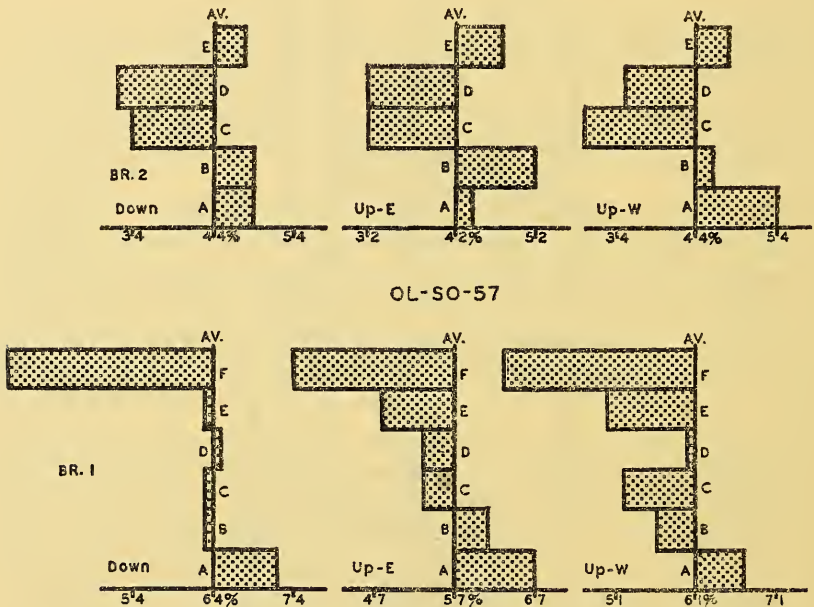 AV. AV. AV.
E E E
D D D
C C C
BR. 2 B B B
Down A Up-E A Up-W A
3.4 4.4% 5.4 3.2 4.2% 5.2 3.4 4.4% 5.4
OL-SO-57
AV. AV. AV.
F F F
E E E
D D D
BR. 1 C C C
B B B
Down A Up-E A Up-W A
5.4 6.4% 7.4 4.7 5.7% 6.7 5.1 6.1% 7.1